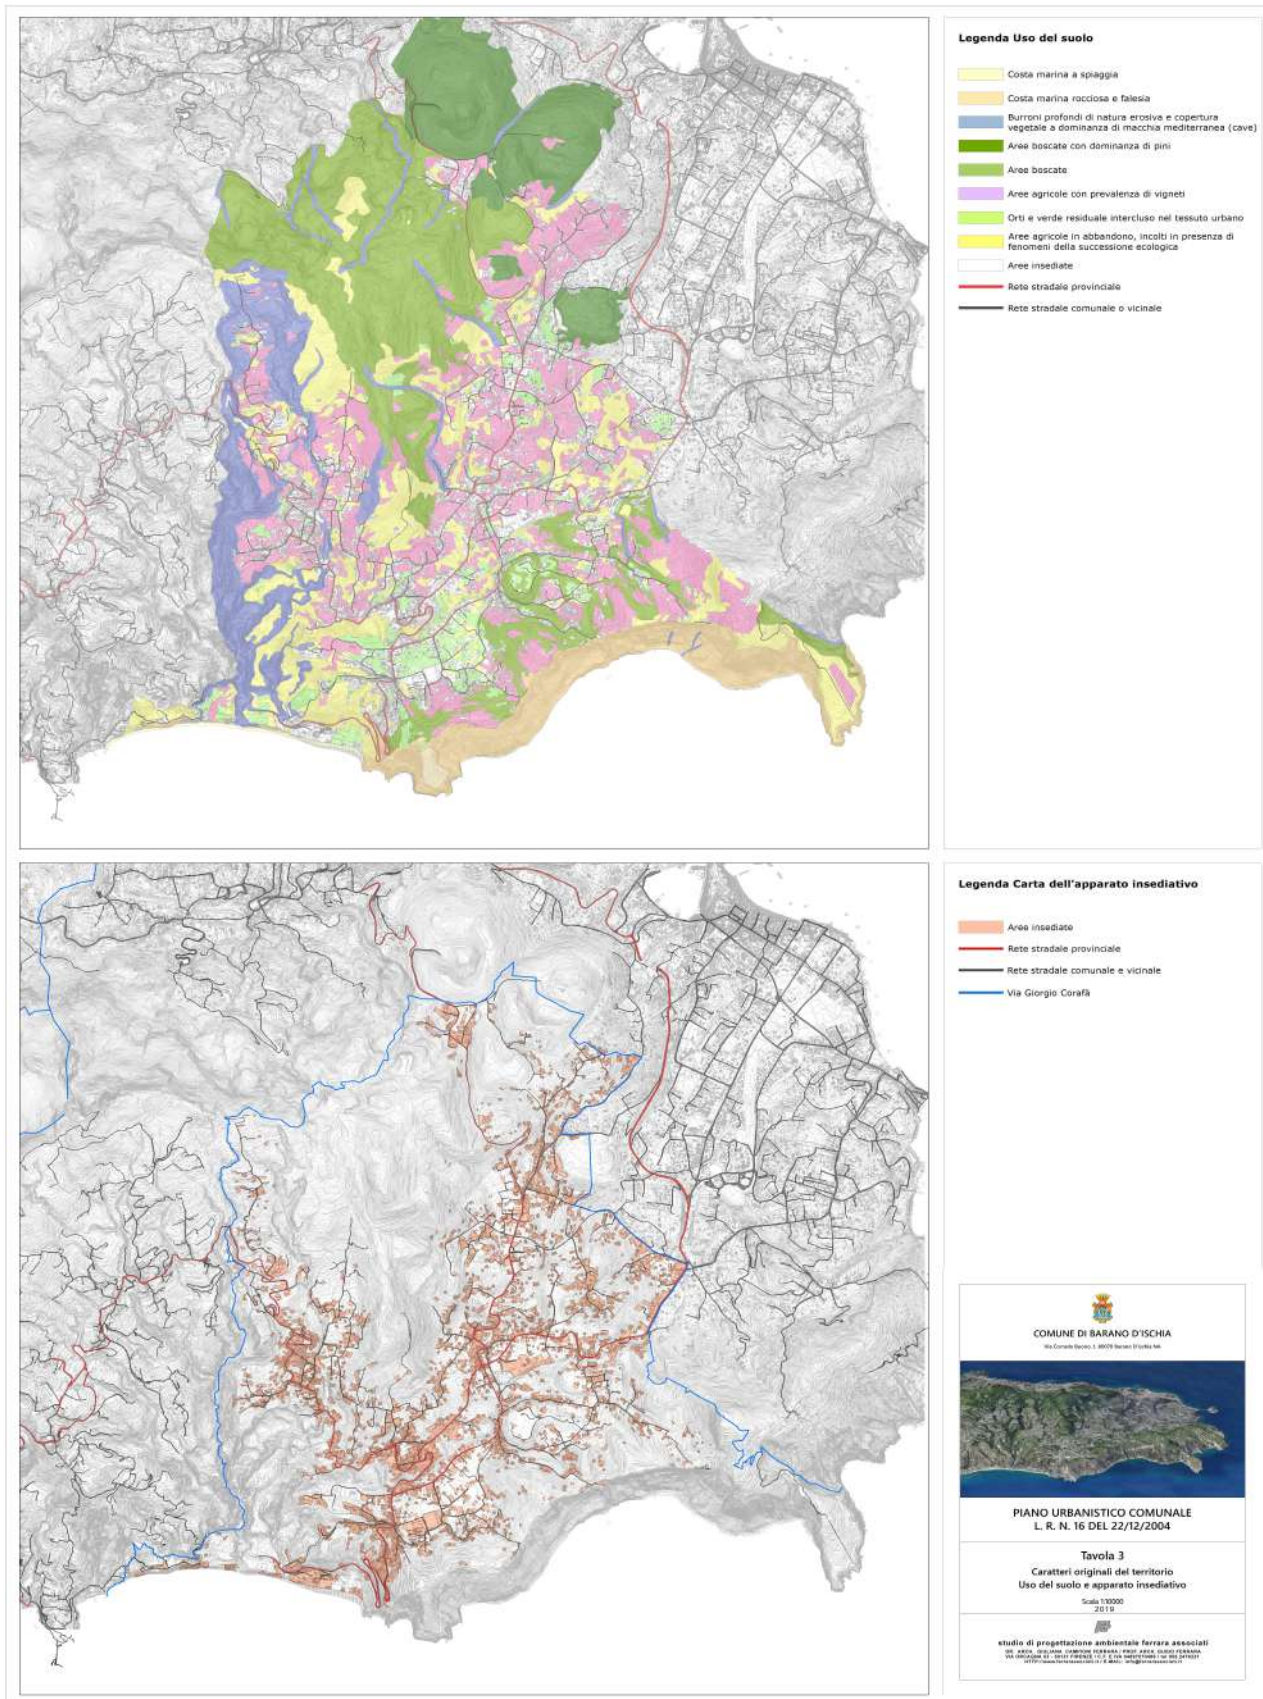 Legenda Uso del suolo
Costa marina a spiaggia
Costa marina rocciosa e falesia
Burroni profondi di natura erosiva e copertura
vegetale a dominanza di macchia mediterranea (cave)
Aree boscate con dominanza di pini
Aree boscate
Aree agricole con prevalenza di vigneti
Orti e verde residuale intercluso nel tessuto urbano
Aree agricole in abbandono, incolti in presenza di
fenomeni della successione ecologica
Aree insediate
Rete stradale provinciale
Rete stradale comunale o vicinale
Legenda Carta dell'apparato insediativo
Aree insediate
Rete stradale provinciale
Rete stradale comunale e vicinale
Via Giorgio Corafà
COMUNE DI BARANO D'ISCHIA
PIANO URBANISTICO COMUNALE
L. R. N. 16 DEL 22/12/2004
Tavola 3
Caratteri originali del territorio
Uso del suolo e apparato insediativo
Scala 1:10000
2019
studio di progettazione ambientale ferrara associati